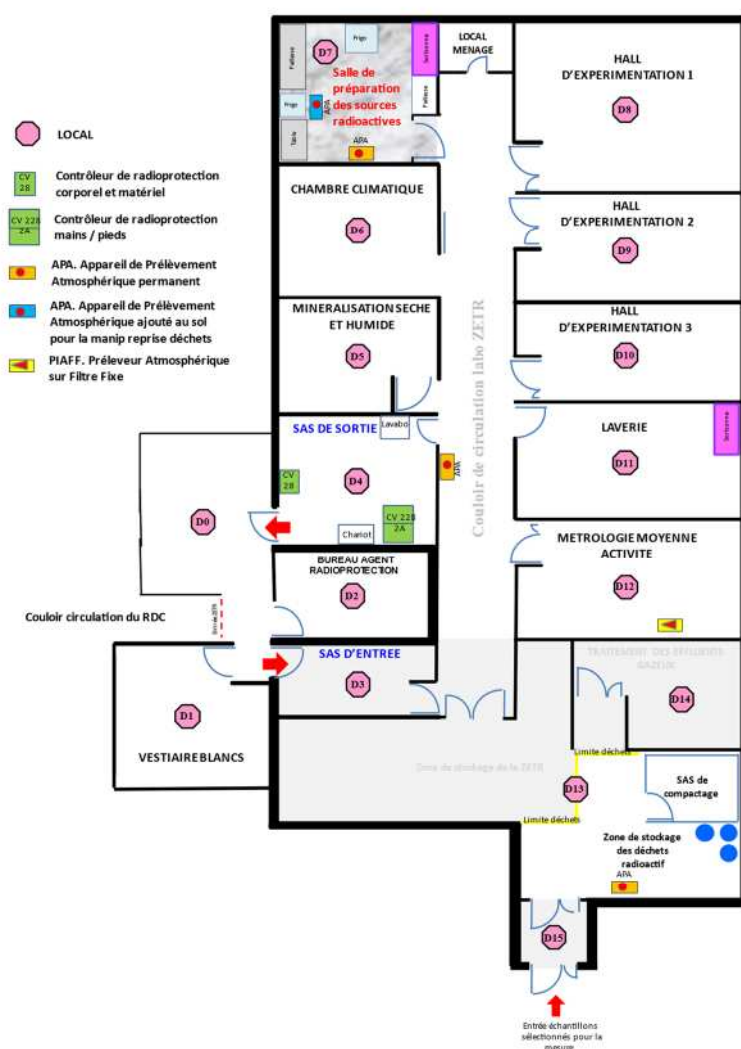 LOCAL
CV
28
Contrôleur de radioprotection
corporel et matériel
CV 228
2A
Contrôleur de radioprotection
mains / pieds
APA. Appareil de Prélèvement
Atmosphérique permanent
APA. Appareil de Prélèvement
Atmosphérique ajouté au sol
pour la manip reprise déchets
PIAFF. Préleveur Atmosphérique
sur Filtre Fixe
Paillasse
D7
Frigo
Sorbonne
Salle de
préparation
des sources
radioactives
Frigo
APA
Paillasse
Table
APA
LOCAL
MENAGE
HALL
D'EXPERIMENTATION 1
D8
CHAMBRE CLIMATIQUE
D6
HALL
D'EXPERIMENTATION 2
D9
MINERALISATION SECHE
ET HUMIDE
D5
HALL
D'EXPERIMENTATION 3
D10
Couloir de circulation labo ZETR
SAS DE SORTIE
Lavabo
CV
28
D4
APA
CV 228
2A
Chariot
LAVERIE
Sorbonne
D11
D0
BUREAU AGENT
RADIOPROTECTION
D2
METROLOGIE MOYENNE
ACTIVITE
D12
Couloir circulation du RDC
SAS D'ENTREE
D3
TRAITEMENT DES EFFLUENTS
GAZEUX
D14
D1
VESTIAIRE BLANCS
Zone de stockage de la ZETR
Limite déchets
D13
Limite déchets
SAS de
compactage
Zone de stockage
des déchets
radioactif
APA
D15
Entrée échantillons
sélectionnés pour la
mesure